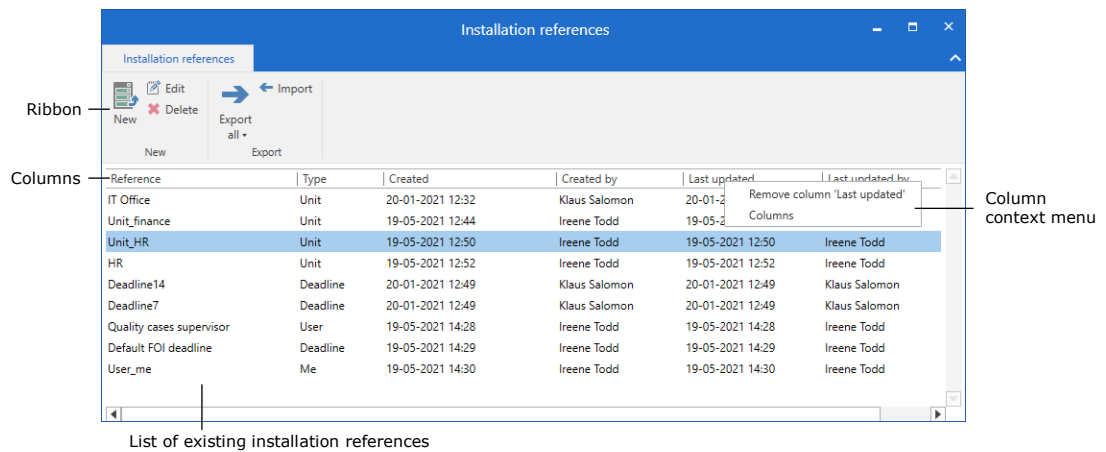 Installation references
Installation references
New
Edit
Delete
Export
all
Import
New
Export
Ribbon
Columns
Reference Type Created Created by Last updated Last updated by
Remove column 'Last updated'
Columns
Column
context menu
IT Office Unit 20-01-2021 12:32 Klaus Salomon 20-01-2
Unit_finance Unit 19-05-2021 12:44 Ireene Todd 19-05-2
Unit_HR Unit 19-05-2021 12:50 Ireene Todd 19-05-2021 12:50 Ireene Todd
HR Unit 19-05-2021 12:52 Ireene Todd 19-05-2021 12:52 Ireene Todd
Deadline14 Deadline 20-01-2021 12:49 Klaus Salomon 20-01-2021 12:49 Klaus Salomon
Deadline7 Deadline 20-01-2021 12:49 Klaus Salomon 20-01-2021 12:49 Klaus Salomon
Quality cases supervisor User 19-05-2021 14:28 Ireene Todd 19-05-2021 14:28 Ireene Todd
Default FOI deadline Deadline 19-05-2021 14:29 Ireene Todd 19-05-2021 14:29 Ireene Todd
User_me Me 19-05-2021 14:30 Ireene Todd 19-05-2021 14:30 Ireene Todd
List of existing installation references